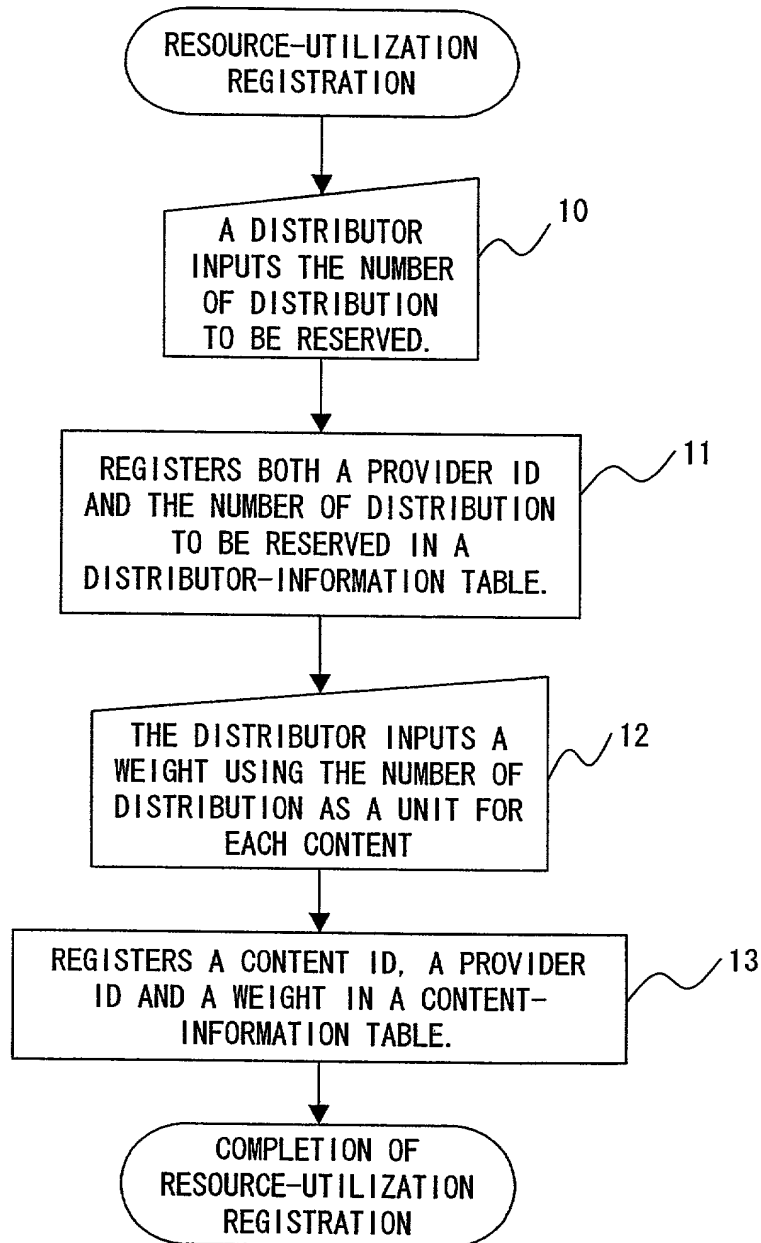 RESOURCE-UTILIZATION
REGISTRATION
10
A DISTRIBUTOR
INPUTS THE NUMBER
OF DISTRIBUTION
TO BE RESERVED.
11
REGISTERS BOTH A PROVIDER ID
AND THE NUMBER OF DISTRIBUTION
TO BE RESERVED IN A
DISTRIBUTOR-INFORMATION TABLE.
12
THE DISTRIBUTOR INPUTS A
WEIGHT USING THE NUMBER OF
DISTRIBUTION AS A UNIT FOR
EACH CONTENT
13
REGISTERS A CONTENT ID, A PROVIDER
ID AND A WEIGHT IN A CONTENT-
INFORMATION TABLE.
COMPLETION OF
RESOURCE-UTILIZATION
REGISTRATION